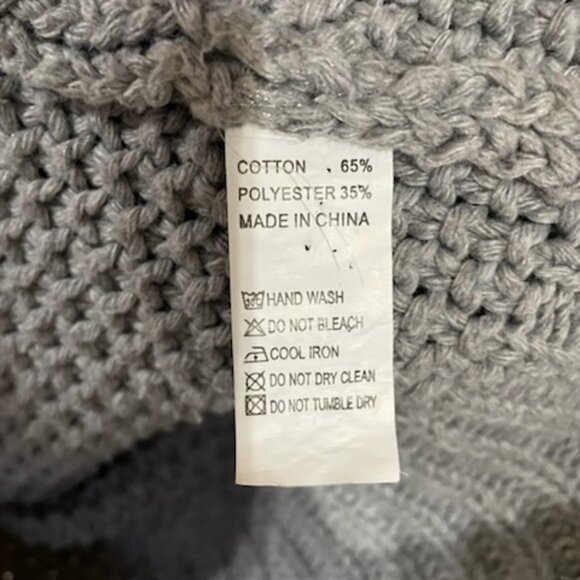 COTTON 65%
POLYESTER 35%
MADE IN CHINA
HAND WASH
DO NOT BLEACH
COOL IRON
DO NOT DRY CLEAN
DO NOT TUMBLE DRY